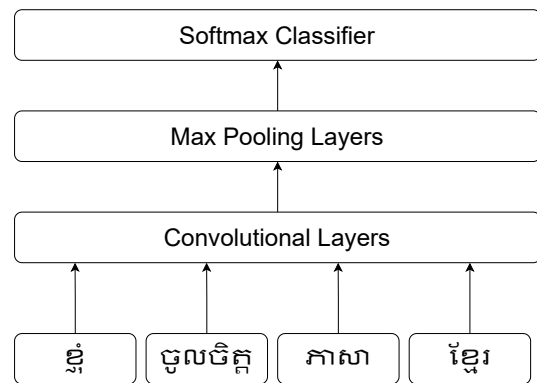 Softmax Classifier
Max Pooling Layers
Convolutional Layers
ខ្ញុំ ចូលចិត្ត ភាសា ខ្មែរ